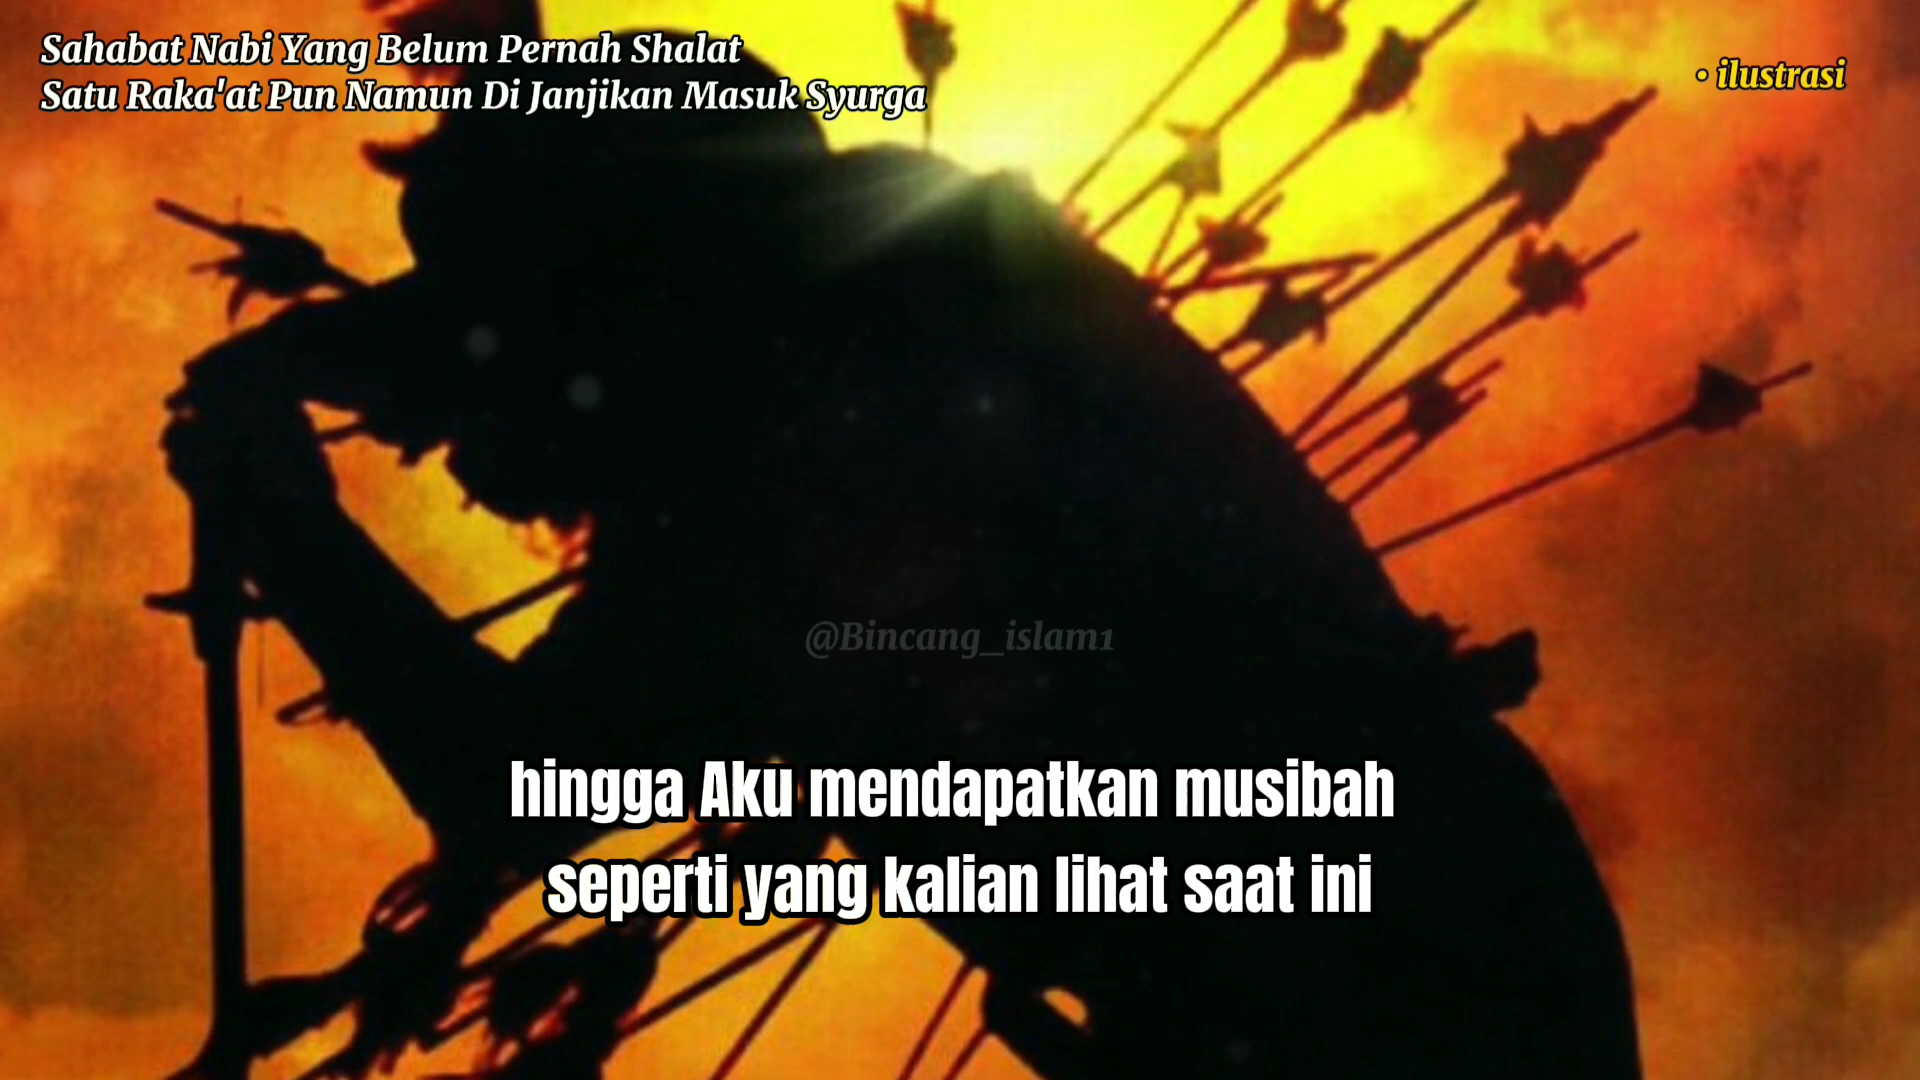 Sahabat Nabi Yang Belum Pernah Shalat
Satu Raka'at Pun Namun Di Janjikan Masuk Syurga
• ilustrasi
@Bincang_islam1
hingga Aku mendapatkan musibah
seperti yang kalian lihat saat ini